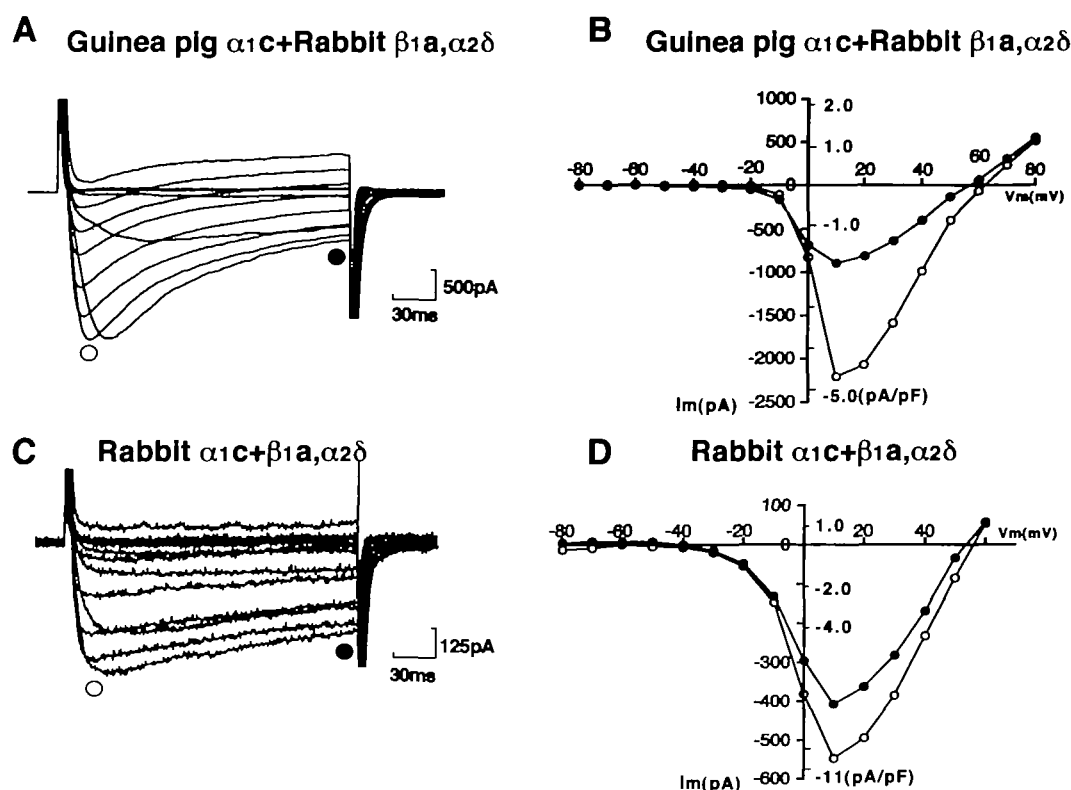 A
Guinea pig α1c+Rabbit β1a,α2δ
500pA
30ms
B
Guinea pig α1c+Rabbit β1a,α2δ
1000
500
0
-500
-1000
-1500
-2000
-2500
2.0
1.0
-1.0
-5.0(pA/pF)
-80 -60 -40 -20 20 40 60 80
Vm(mV)
Im(pA)
C
Rabbit α1c+β1a,α2δ
125pA
30ms
D
Rabbit α1c+β1a,α2δ
100
0
-300
-400
-500
-600
1.0
-2.0
-4.0
-11(pA/pF)
-80 -60 -40 -20 20 40
Vm(mV)
Im(pA)